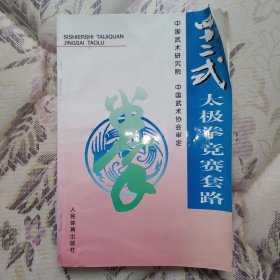 SISHIERSHI TAIJIQUAN
JINGSAI TAOLU
四十二式
太极拳竞赛套路
中国武术研究院 中国武术协会审定
拳
人民体育出版社